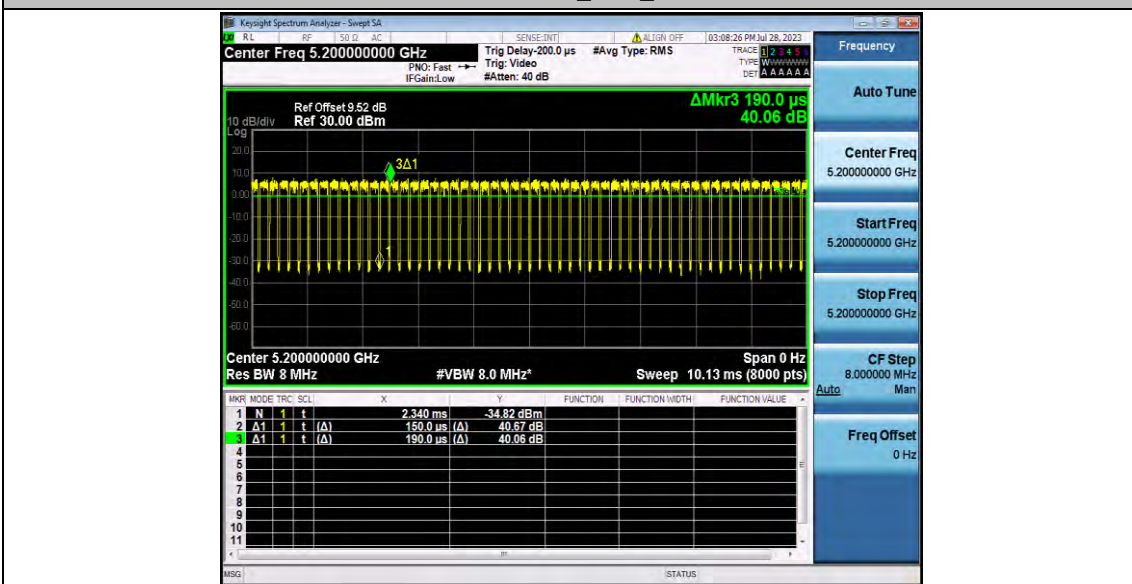 Keysight Spectrum Analyzer - Swept SA
RL RF 50 Ω AC SENSE:INT ALIGN OFF 03:08:26 PM Jul 28, 2023
Center Freq 5.200000000 GHz
PNO: Fast
IFGain:Low
Trig Delay-200.0 µs
Trig: Video
#Atten: 40 dB
#Avg Type: RMS
TRACE 1 2 3 4 5 6
TYPE W
DET A A A A A A
Frequency
Auto Tune
Center Freq
5.200000000 GHz
Start Freq
5.200000000 GHz
Stop Freq
5.200000000 GHz
CF Step
8.000000 MHz
Auto Man
Freq Offset
0 Hz
ΔMkr3 190.0 µs
40.06 dB
Ref Offset 9.52 dB
10 dB/div Ref 30.00 dBm
Log
20.0
10.0
0.00
-10.0
-20.0
-30.0
-40.0
-50.0
-60.0
3Δ1
1
Center 5.200000000 GHz Span 0 Hz
Res BW 8 MHz #VBW 8.0 MHz* Sweep 10.13 ms (8000 pts)
MKR MODE TRC SCL X Y FUNCTION FUNCTION WIDTH FUNCTION VALUE
1 N 1 t 2.340 ms -34.82 dBm
2 Δ1 1 t (Δ) 150.0 µs (Δ) 40.67 dB
3 Δ1 1 t (Δ) 190.0 µs (Δ) 40.06 dB
4
5
6
7
8
9
10
11
MSG STATUS